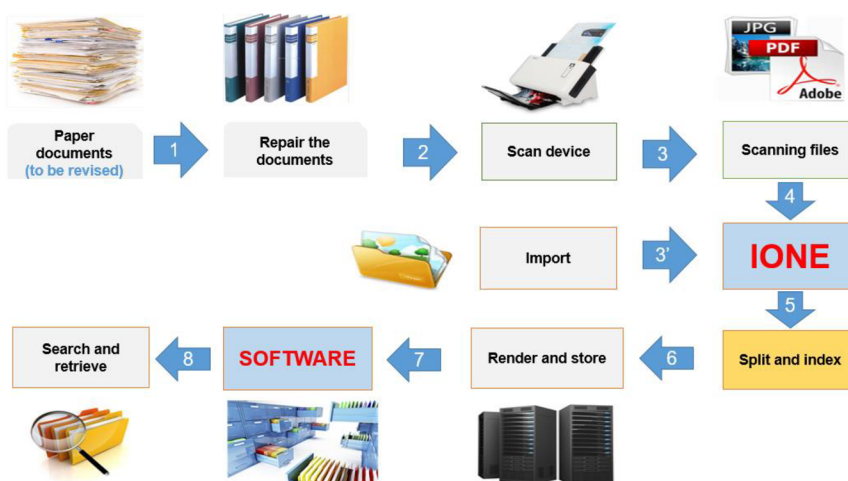 JPG
PDF
Adobe
Paper
documents
(to be revised)
1
Repair the
documents
2
Scan device
3
Scanning files
4
Import
3'
IONE
5
Search and
retrieve
8
SOFTWARE
7
Render and store
6
Split and index